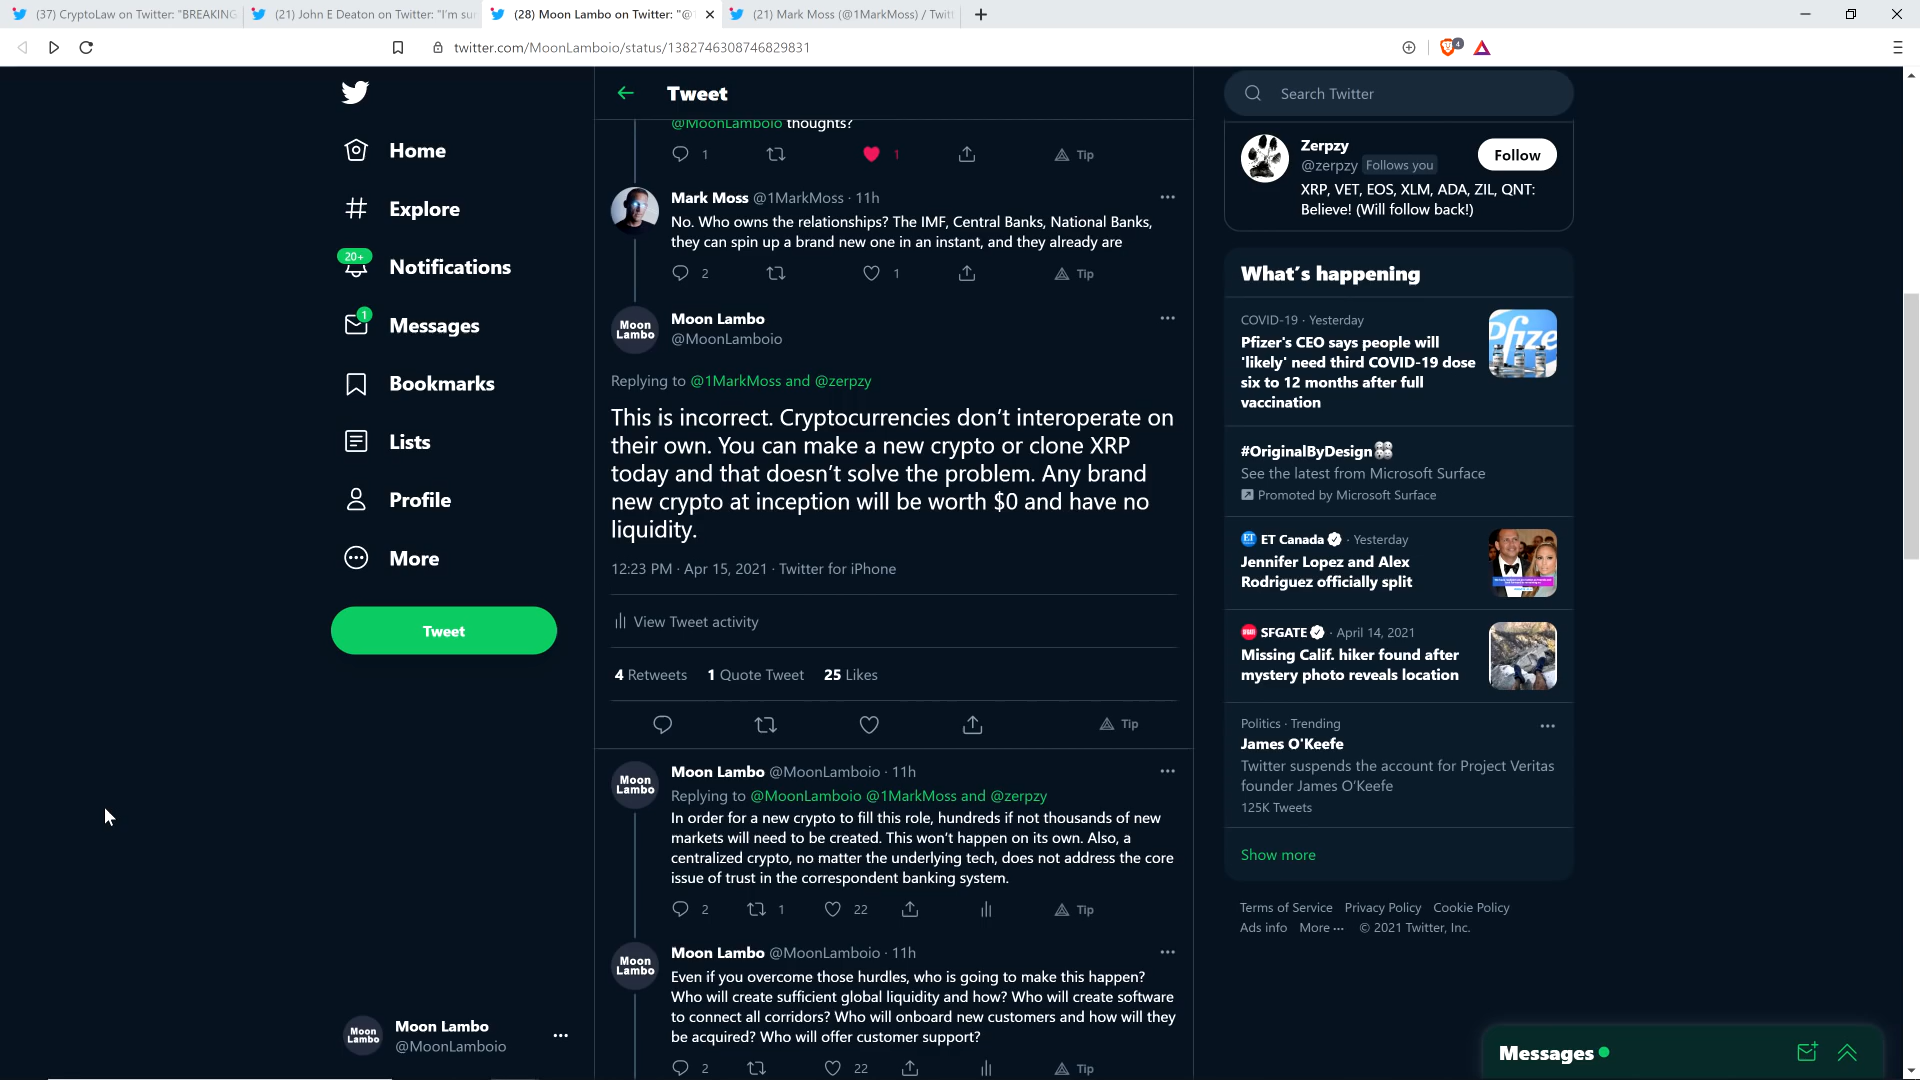 (37) CryptoLaw on Twitter: "BREAKING
(21) John E Deaton on Twitter: "I'm su
(28) Moon Lambo on Twitter: "@
(21) Mark Moss (@1MarkMoss) / Twit
twitter.com/MoonLamboio/status/1382746308746829831
4
Home
Explore
20+
Notifications
1
Messages
Bookmarks
Lists
Profile
More
Tweet
Moon Lambo
Moon Lambo
@MoonLamboio
Tweet
@MoonLamboio thoughts?
1
1
Tip
Mark Moss @1MarkMoss · 11h
No. Who owns the relationships? The IMF, Central Banks, National Banks,
they can spin up a brand new one in an instant, and they already are
2
1
Tip
Moon
Lambo
Moon Lambo
@MoonLamboio
Replying to @1MarkMoss and @zerpzy
This is incorrect. Cryptocurrencies don't interoperate on
their own. You can make a new crypto or clone XRP
today and that doesn't solve the problem. Any brand
new crypto at inception will be worth $0 and have no
liquidity.
12:23 PM · Apr 15, 2021 · Twitter for iPhone
View Tweet activity
4 Retweets 1 Quote Tweet 25 Likes
Tip
Moon
Lambo
Moon Lambo @MoonLamboio · 11h
Replying to @MoonLamboio @1MarkMoss and @zerpzy
In order for a new crypto to fill this role, hundreds if not thousands of new
markets will need to be created. This won't happen on its own. Also, a
centralized crypto, no matter the underlying tech, does not address the core
issue of trust in the correspondent banking system.
2
1
22
Tip
Moon
Lambo
Moon Lambo @MoonLamboio · 11h
Even if you overcome those hurdles, who is going to make this happen?
Who will create sufficient global liquidity and how? Who will create software
to connect all corridors? Who will onboard new customers and how will they
be acquired? Who will offer customer support?
2
22
Tip
Search Twitter
Zerpzy
@zerpzy Follows you
Follow
XRP, VET, EOS, XLM, ADA, ZIL, QNT:
Believe! (Will follow back!)
What's happening
COVID-19 · Yesterday
Pfizer's CEO says people will
'likely' need third COVID-19 dose
six to 12 months after full
vaccination
Pfize
#OriginalByDesign
See the latest from Microsoft Surface
Promoted by Microsoft Surface
ET ET Canada · Yesterday
Jennifer Lopez and Alex
Rodriguez officially split
SFGATE · April 14, 2021
Missing Calif. hiker found after
mystery photo reveals location
Politics · Trending
James O'Keefe
Twitter suspends the account for Project Veritas
founder James O'Keefe
125K Tweets
Show more
Terms of Service Privacy Policy Cookie Policy
Ads info More ··· © 2021 Twitter, Inc.
Messages